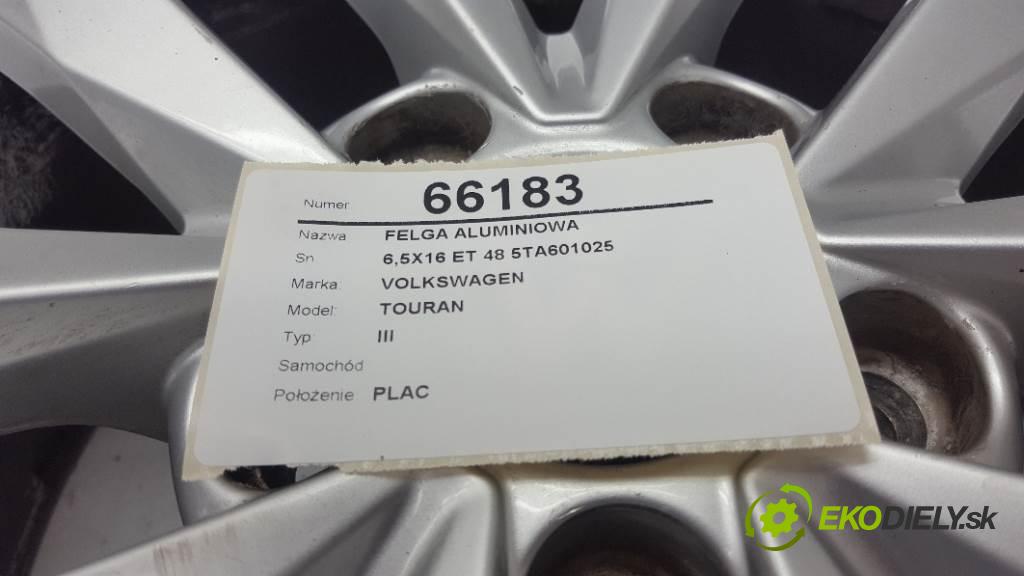 Numer: 66183
Nazwa FELGA ALUMINIOWA
Sn 6,5X16 ET 48 5TA601025
Marka: VOLKSWAGEN
Model: TOURAN
Typ: III
Samochód
Położenie PLAC
EKODIELY.sk